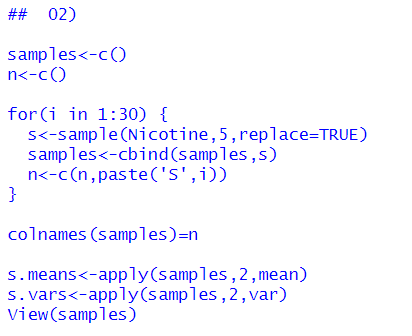 ##  02)
samples<-c()
n<-c()
for(i in 1:30) {
  s<-sample(Nicotine,5,replace=TRUE)
  samples<-cbind(samples,s)
  n<-c(n,paste('S',i))
}
colnames(samples)=n
s.means<-apply(samples,2,mean)
s.vars<-apply(samples,2,var)
View(samples)